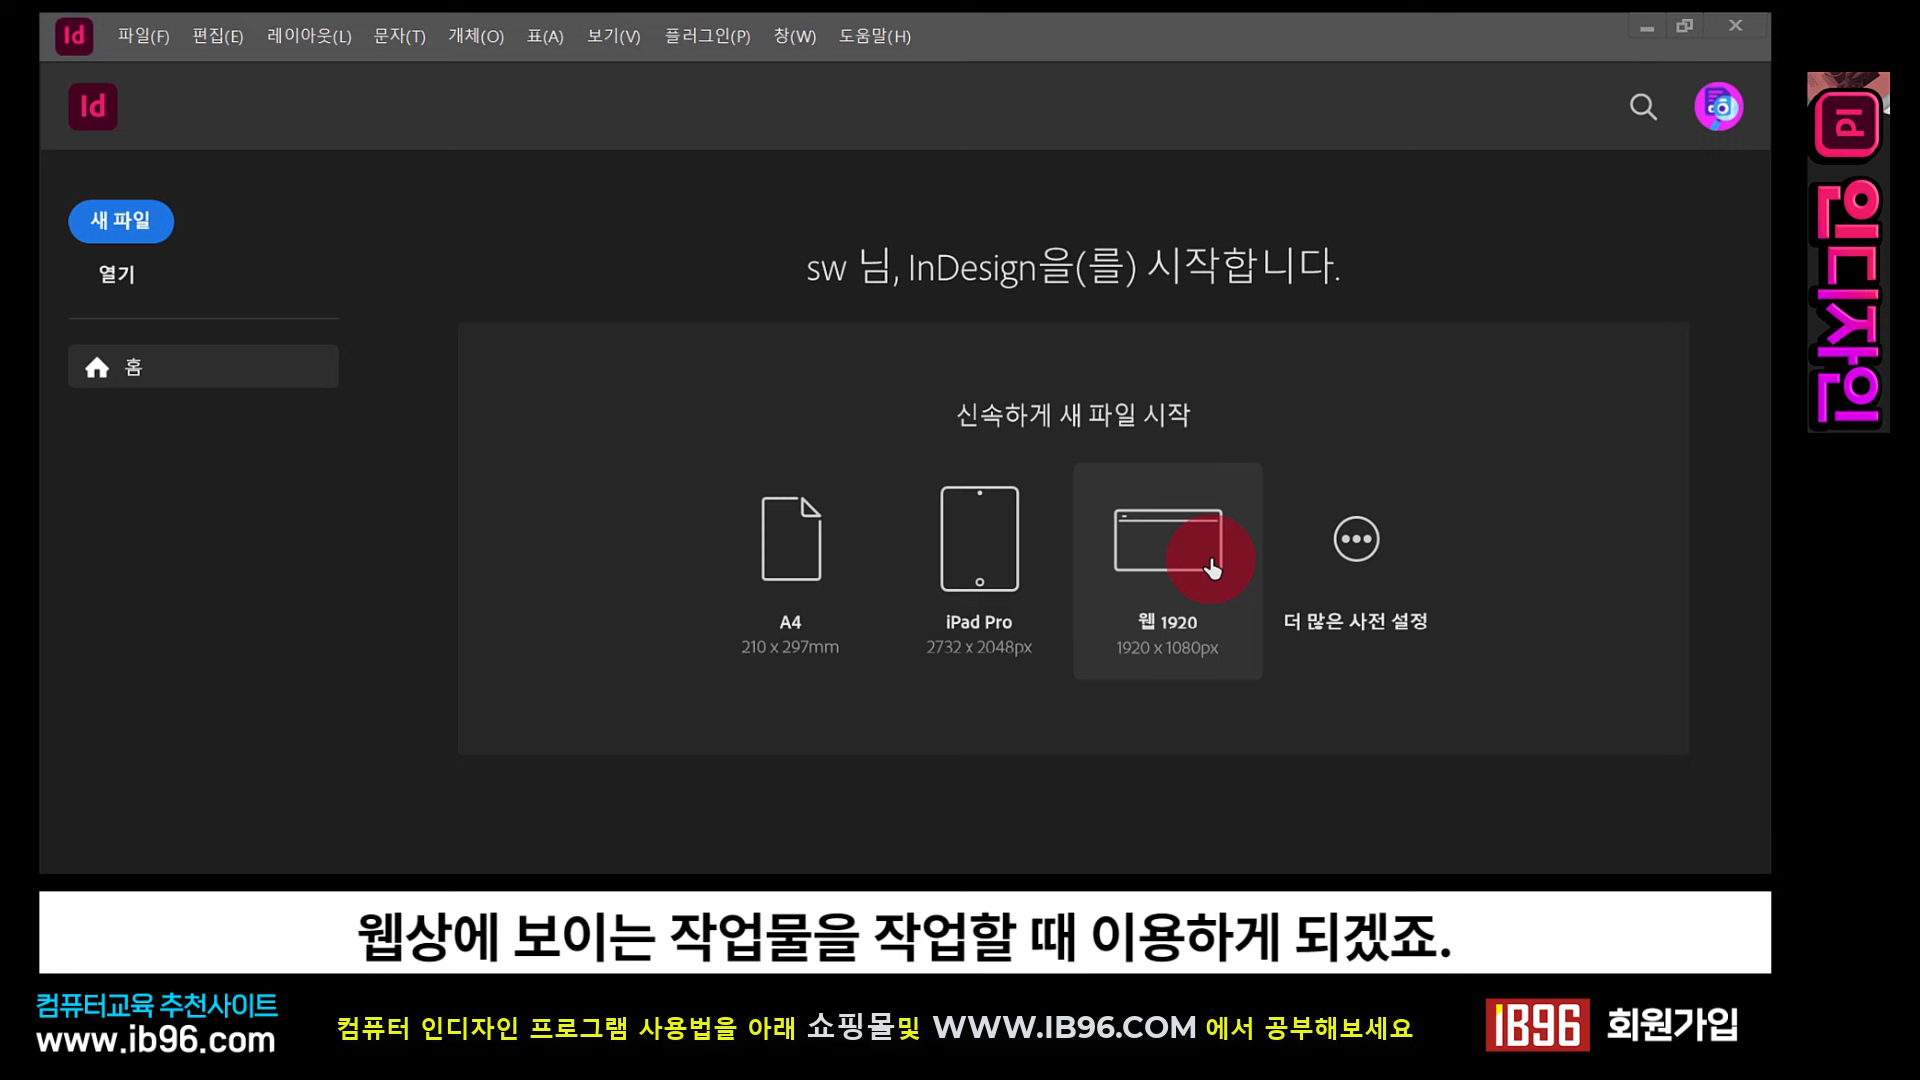 Id 파일(F) 편집(E) 레이아웃(L) 문자(T) 개체(O) 표(A) 보기(V) 플러그인(P) 창(W) 도움말(H)
Id
새 파일
열기
홈
sw 님, InDesign을(를) 시작합니다.
신속하게 새 파일 시작
A4
210 x 297mm
iPad Pro
2732 x 2048px
웹 1920
1920 x 1080px
더 많은 사전 설정
Id 인디자인
웹상에 보이는 작업물을 작업할 때 이용하게 되겠죠.
컴퓨터교육 추천사이트
www.ib96.com
컴퓨터 인디자인 프로그램 사용법을 아래 쇼핑몰및 WWW.IB96.COM 에서 공부해보세요
IB96 회원가입